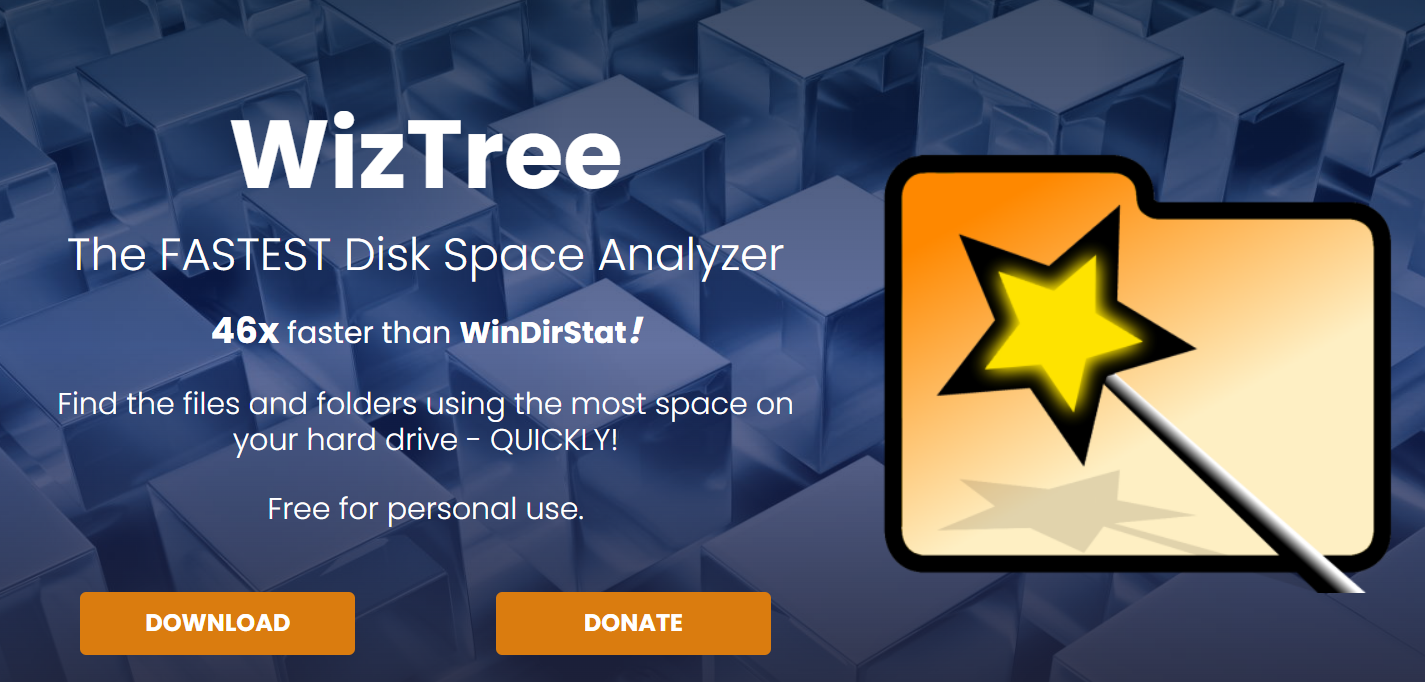 WizTree
The FASTEST Disk Space Analyzer
46x faster than WinDirStat!
Find the files and folders using the most space on
your hard drive - QUICKLY!
Free for personal use.
DOWNLOAD
DONATE